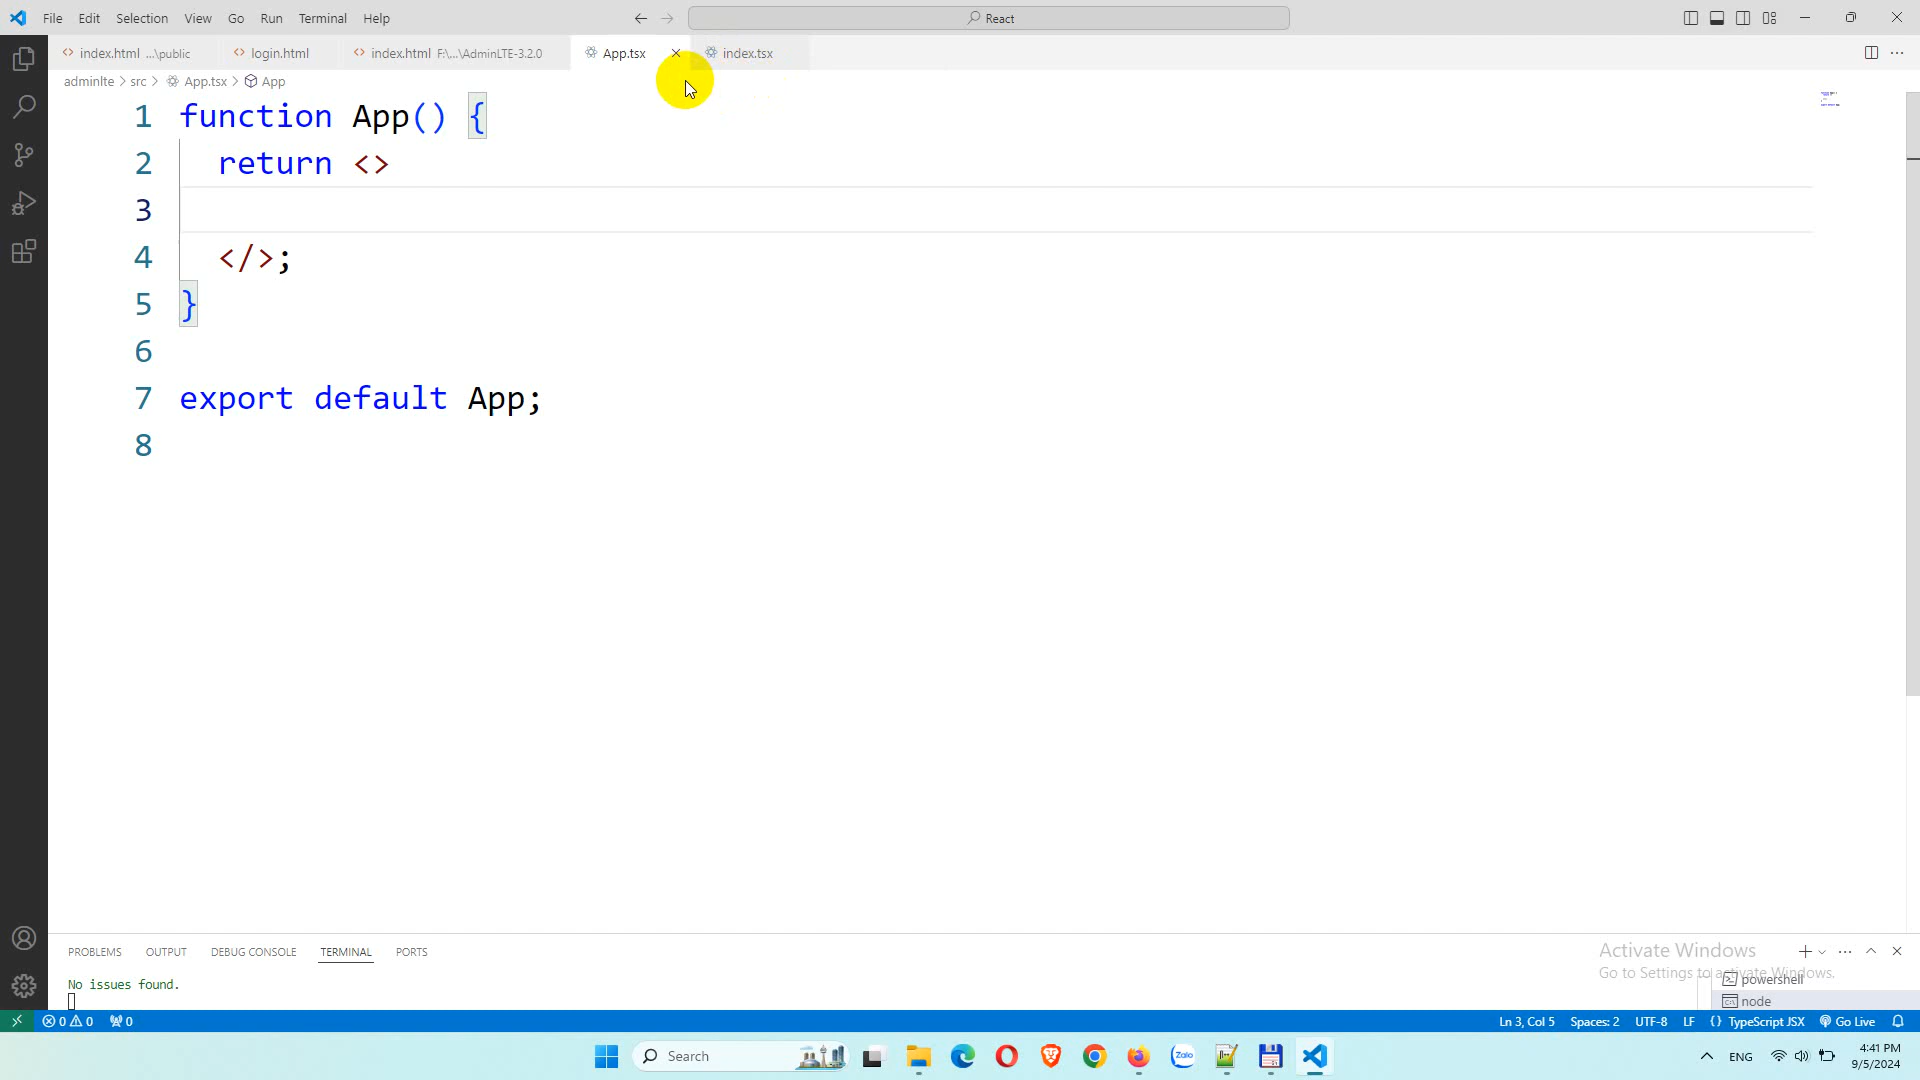 File Edit Selection View Go Run Terminal Help
React
index.html ...\public login.html index.html F:\...\AdminLTE-3.2.0 App.tsx index.tsx
adminlte > src > App.tsx > App
1 function App() {
2 return <>
3
4 </>;
5 }
6
7 export default App;
8
PROBLEMS OUTPUT DEBUG CONSOLE TERMINAL PORTS
Activate Windows
Go to Settings to activate Windows.
No issues found.
powershell
node
0 0 0
Ln 3, Col 5 Spaces: 2 UTF-8 LF {} TypeScript JSX Go Live
Search
Zalo
ENG
4:41 PM
9/5/2024